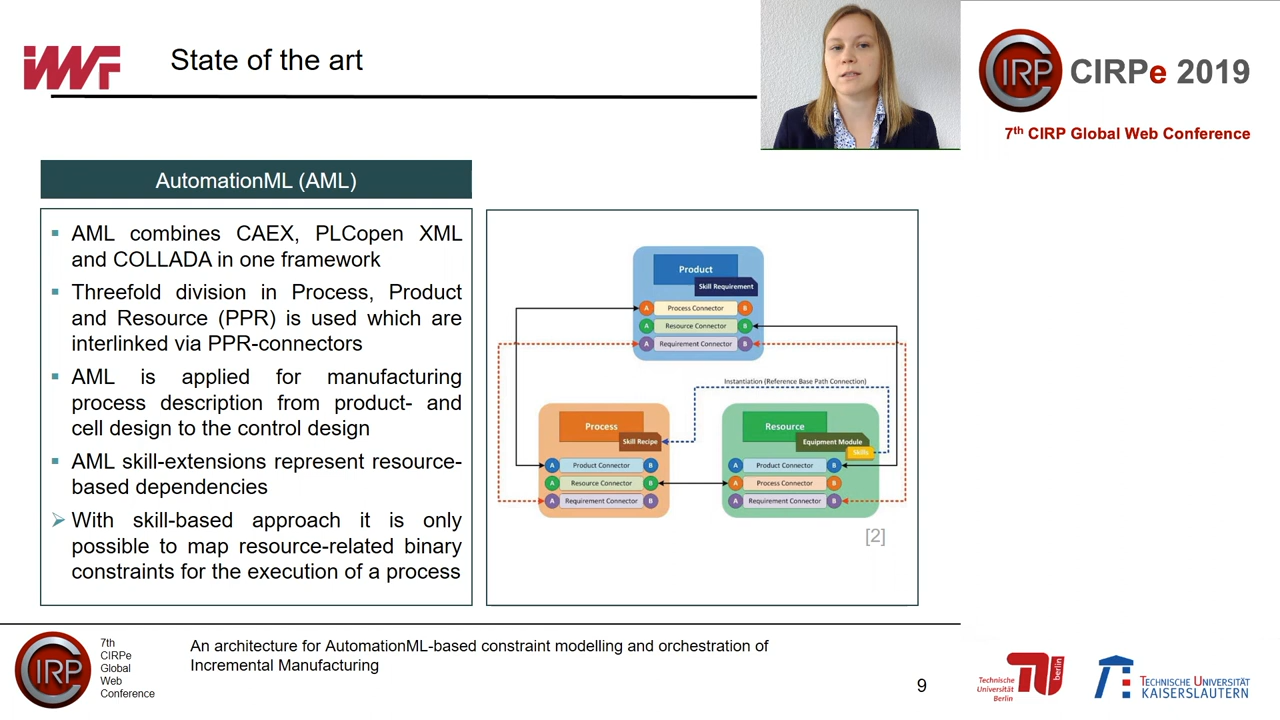 iWF
State of the art
CIRP
CIRPe 2019
7th CIRP Global Web Conference
AutomationML (AML)
AML combines CAEX, PLCopen XML
and COLLADA in one framework
Threefold division in Process, Product
and Resource (PPR) is used which are
interlinked via PPR-connectors
AML is applied for manufacturing
process description from product- and
cell design to the control design
AML skill-extensions represent resource-
based dependencies
With skill-based approach it is only
possible to map resource-related binary
constraints for the execution of a process
Product
Skill Requirement
A Process Connector B
A Resource Connector B
A Requirement Connector B
Instantiation (Reference Base Path Connection)
Process
Skill Recipe
A Product Connector B
A Resource Connector B
A Requirement Connector B
Resource
Equipment Module
Skills
A Product Connector B
A Process Connector B
A Requirement Connector B
[2]
CIRP
7th
CIRPe
Global
Web
Conference
An architecture for AutomationML-based constraint modelling and orchestration of
Incremental Manufacturing
9
Technische
Universität
Berlin
berlin
TECHNISCHE UNIVERSITÄT
KAISERSLAUTERN